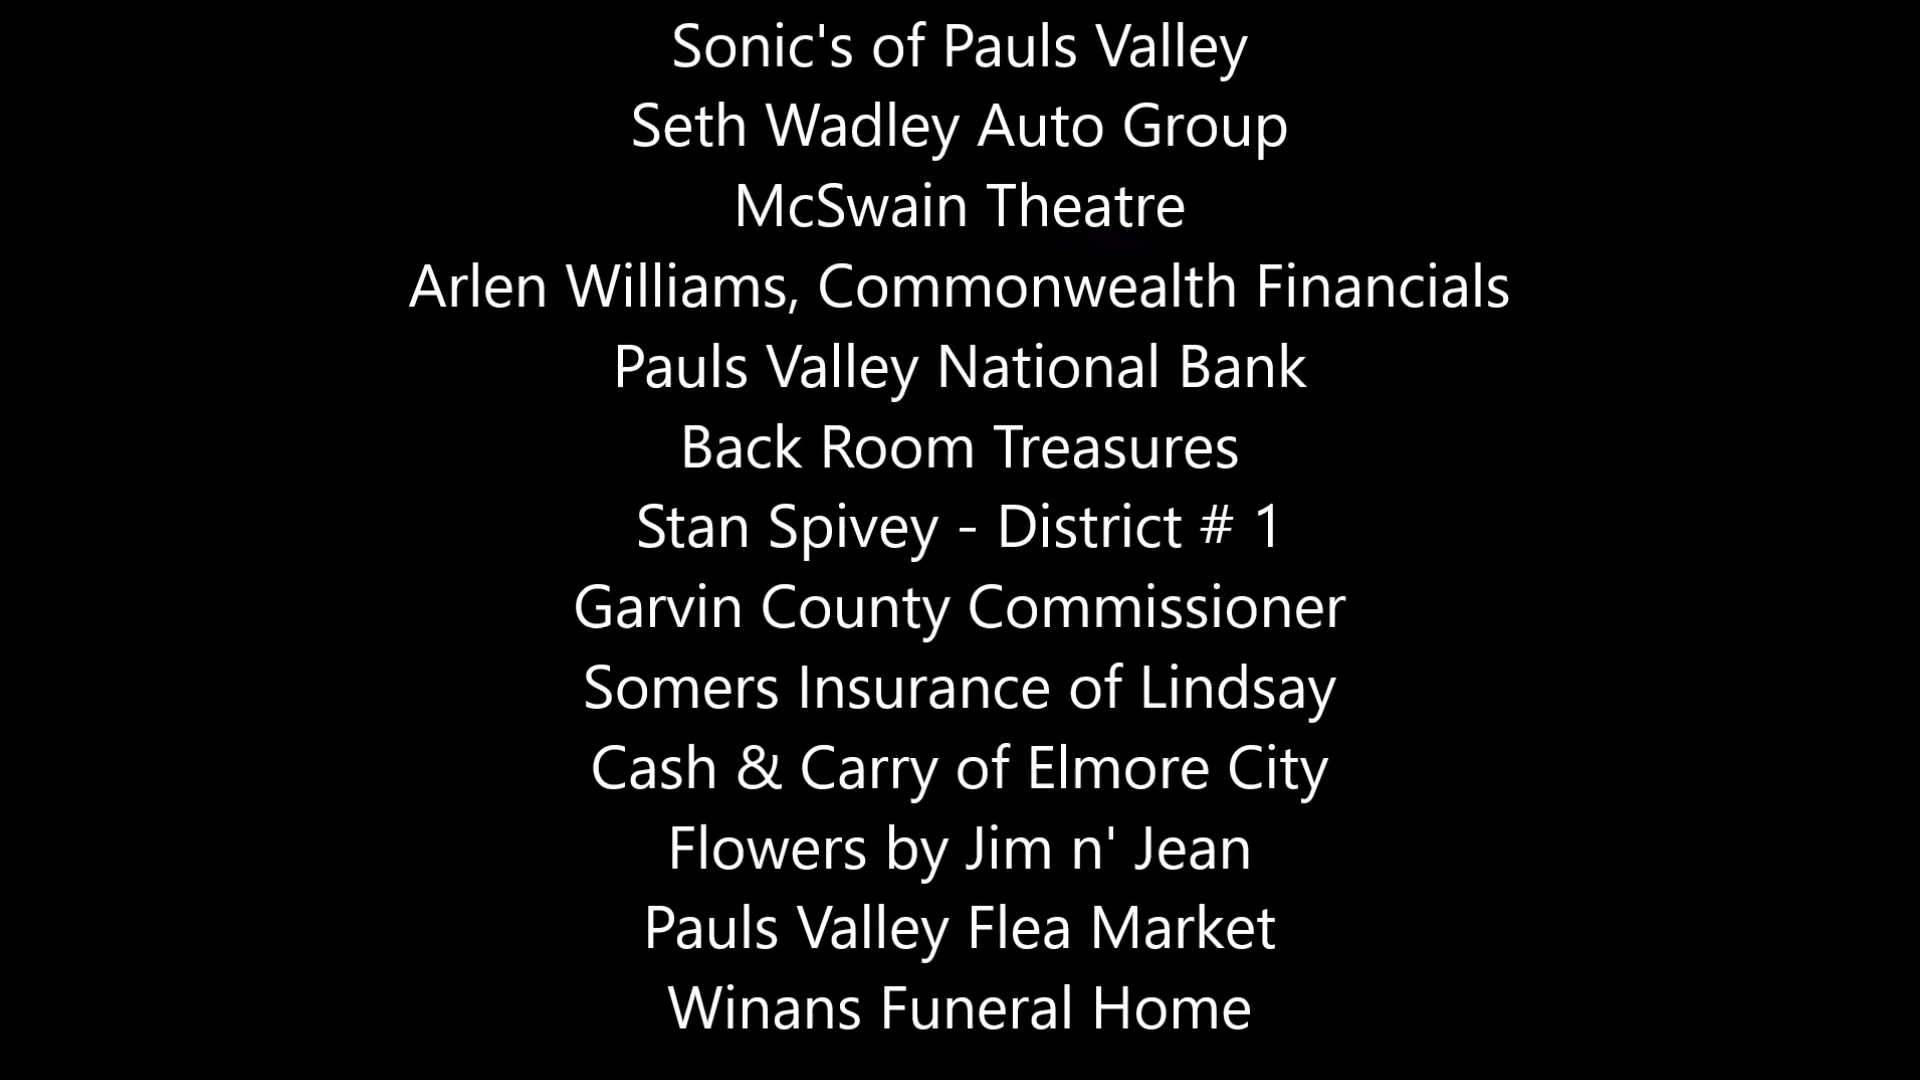 Sonic's of Pauls Valley
Seth Wadley Auto Group
McSwain Theatre
Arlen Williams, Commonwealth Financials
Pauls Valley National Bank
Back Room Treasures
Stan Spivey - District # 1
Garvin County Commissioner
Somers Insurance of Lindsay
Cash & Carry of Elmore City
Flowers by Jim n' Jean
Pauls Valley Flea Market
Winans Funeral Home